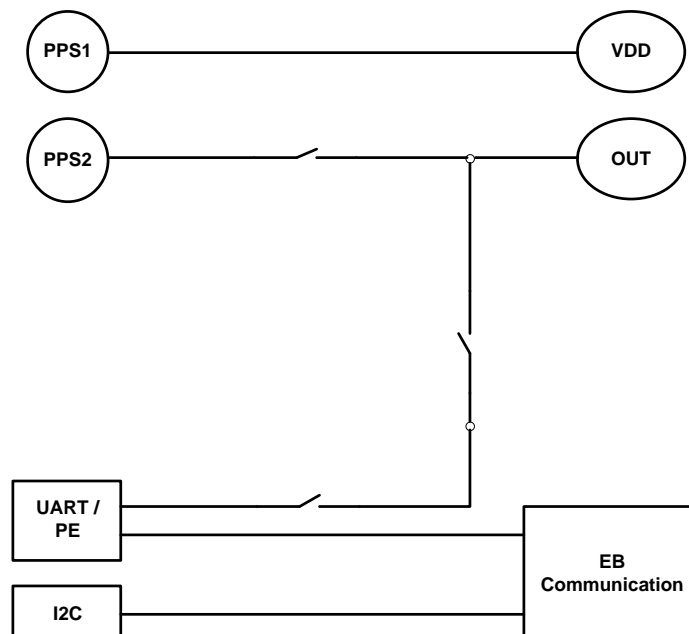 PPS1
VDD
PPS2
OUT
UART /
PE
EB
Communication
I2C